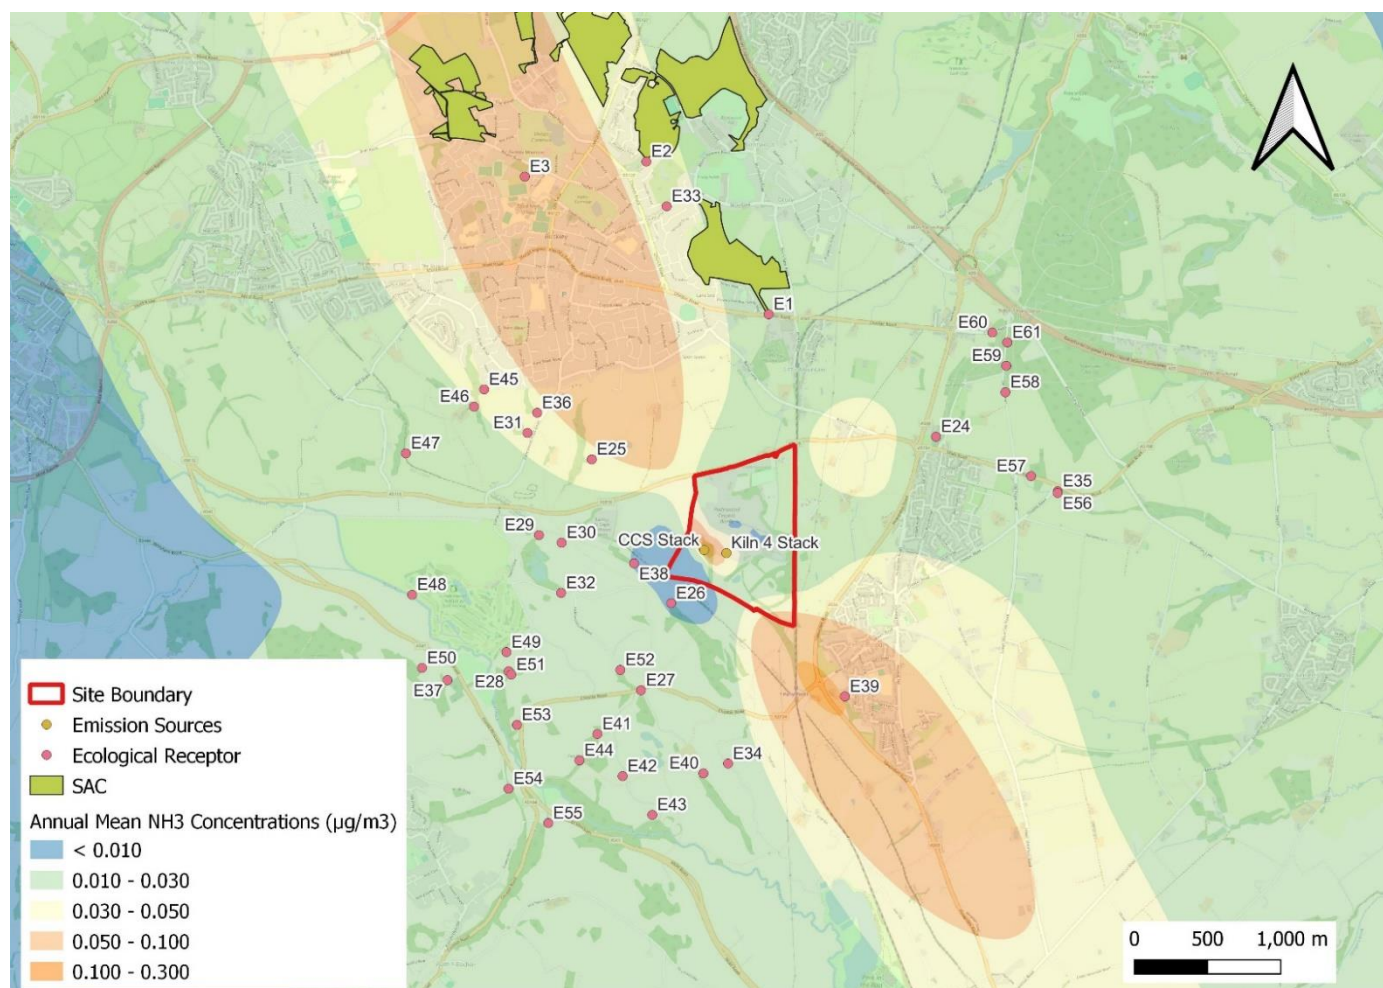 E3
E2
E33
E1
E60
E61
E59
E58
E45
E46
E36
E31
E24
E47
E25
E57
E35
E56
E29
E30
CCS Stack
Kiln 4 Stack
E38
E48
E32
E26
E49
E50
E51
E52
E37
E28
E27
E39
E53
E41
E44
E42
E40
E34
E54
E43
E55
Site Boundary
Emission Sources
Ecological Receptor
SAC
Annual Mean NH3 Concentrations (µg/m3)
< 0.010
0.010 - 0.030
0.030 - 0.050
0.050 - 0.100
0.100 - 0.300
0 500 1,000 m